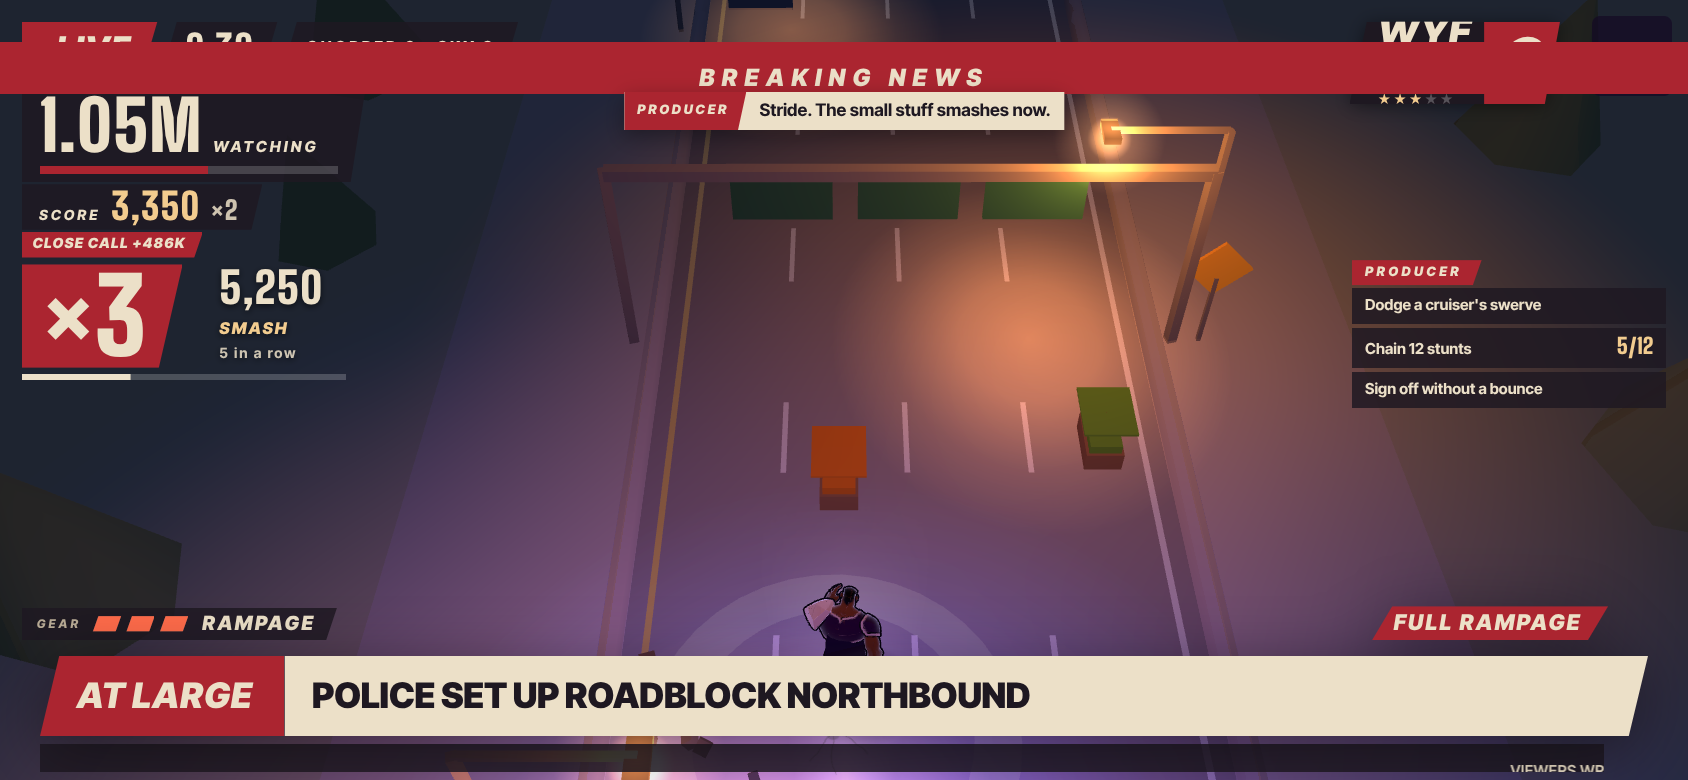 LIVE
BREAKING NEWS
PRODUCER Stride. The small stuff smashes now.
1.05M WATCHING
SCORE 3,350 ×2
CLOSE CALL +486K
×3
5,250
SMASH
5 in a row
PRODUCER
Dodge a cruiser's swerve
Chain 12 stunts 5/12
Sign off without a bounce
GEAR RAMPAGE
FULL RAMPAGE
AT LARGE POLICE SET UP ROADBLOCK NORTHBOUND